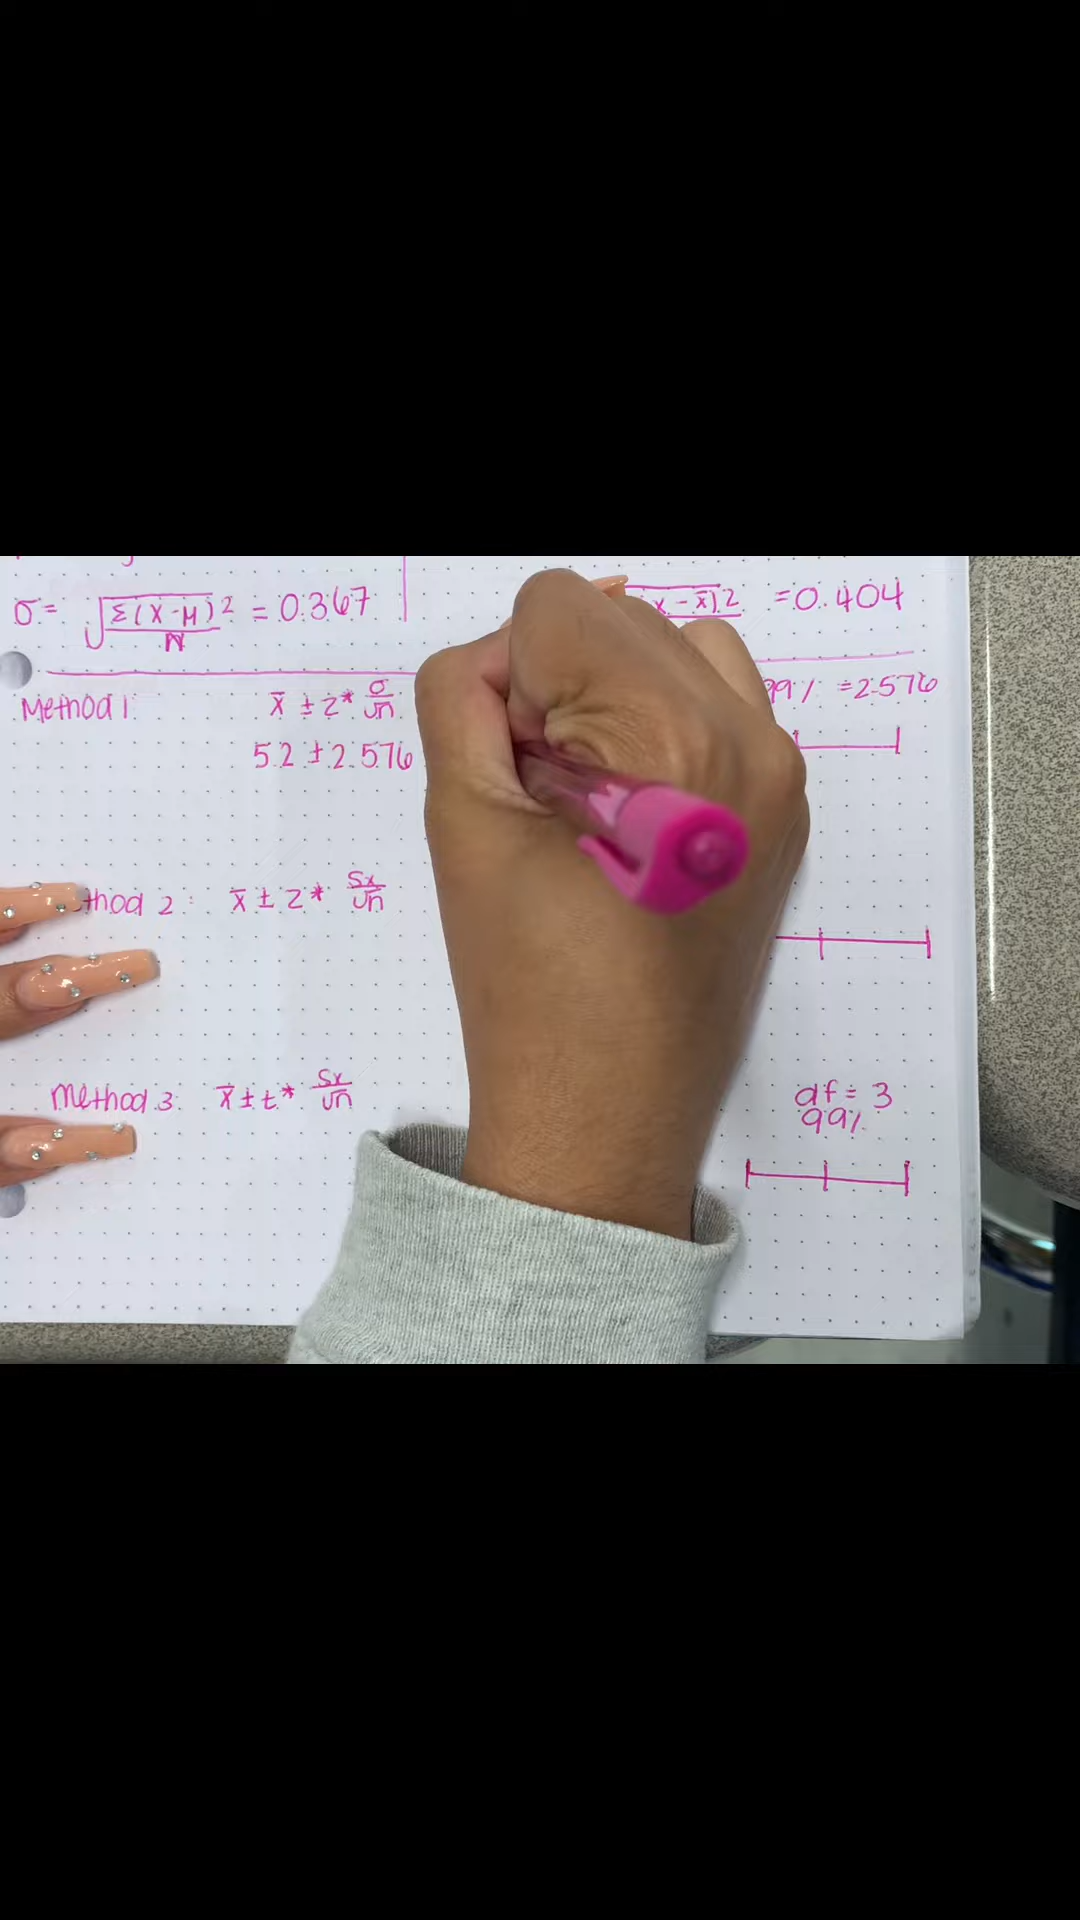 σ = √Σ(x-μ)2/N = 0.367
x - x̄)2 = 0.404
Method 1 x̄ ± z* σ/√n 99% = 2.576
5.2 ± 2.576
thod 2: x̄ ± z* Sx/√n
Method 3: x̄ ± t* Sx/√n df = 3
99%